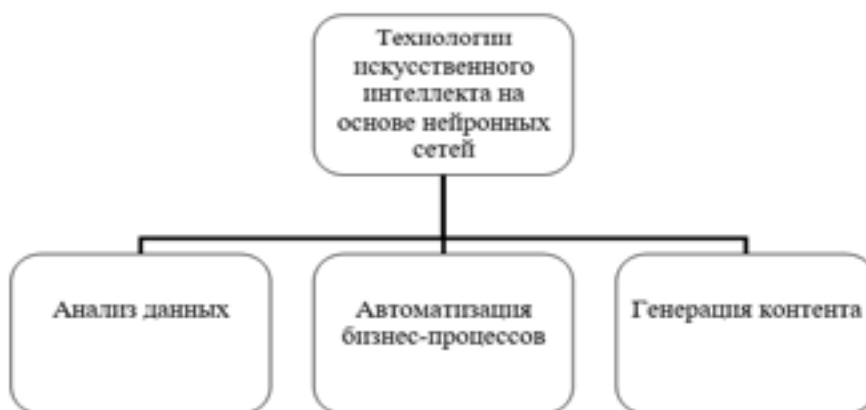 Технологии
искусственного
интеллекта на
основе нейронных
сетей
Анализ данных
Автоматизация
бизнес-процессов
Генерация контента